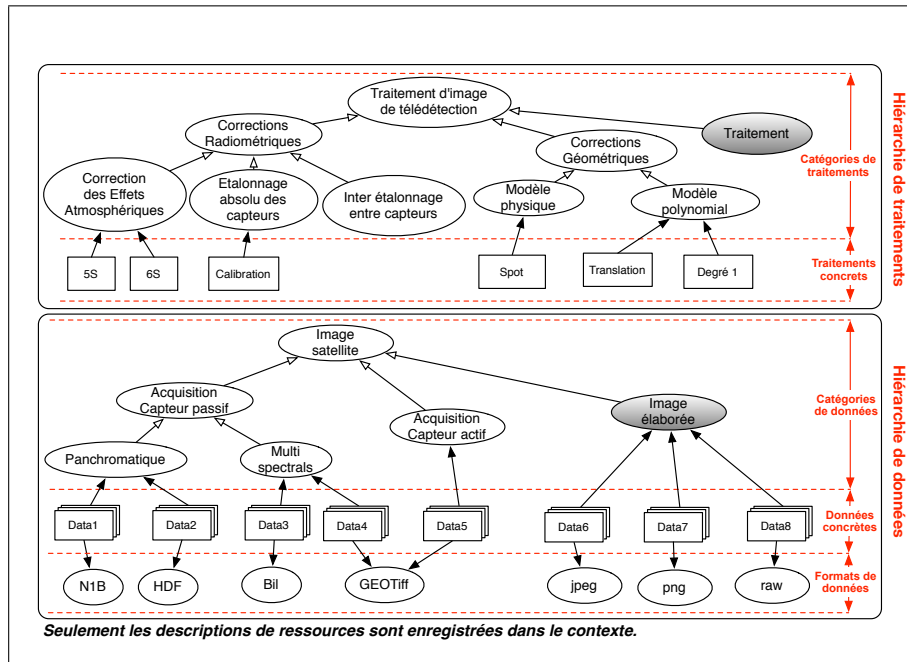 Traitement d'image
de télédétection
Corrections
Radiométriques
Traitement
Corrections
Géométriques
Catégories de
traitements
Hiérarchie de traitements
Correction
des Effets
Atmosphériques
Etalonnage
absolu des
capteurs
Inter étalonnage
entre capteurs
Modèle
physique
Modèle
polynomial
5S
6S
Calibration
Spot
Translation
Degré 1
Traitements
concrets
Image
satellite
Acquisition
Capteur passif
Acquisition
Capteur actif
Image
élaborée
Catégories
de données
Hiérarchie de données
Panchromatique
Multi
spectrals
Data1
Data2
Data3
Data4
Data5
Data6
Data7
Data8
Données
concrètes
N1B
HDF
Bil
GEOTiff
jpeg
png
raw
Formats de
données
Seulement les descriptions de ressources sont enregistrées dans le contexte.